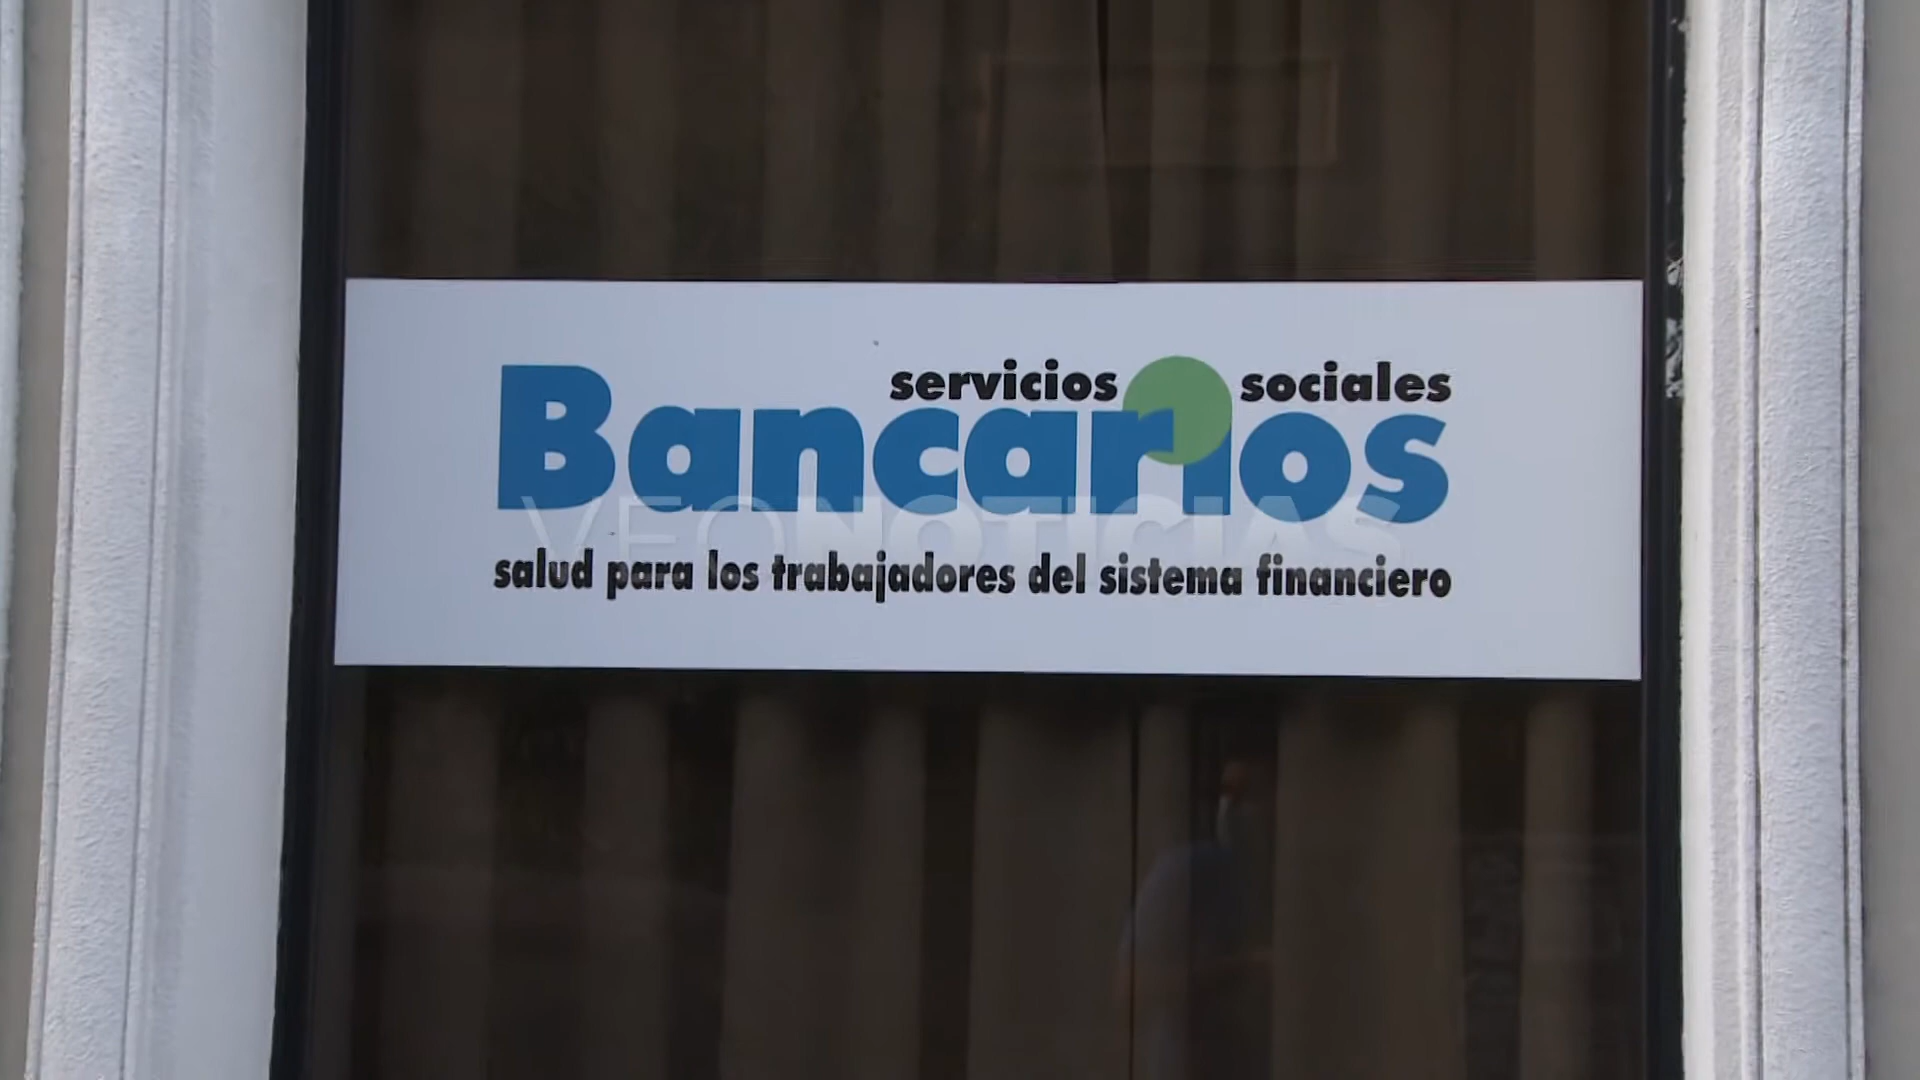 servicios sociales
Bancarios
VEONOTICIAS
salud para los trabajadores del sistema financiero